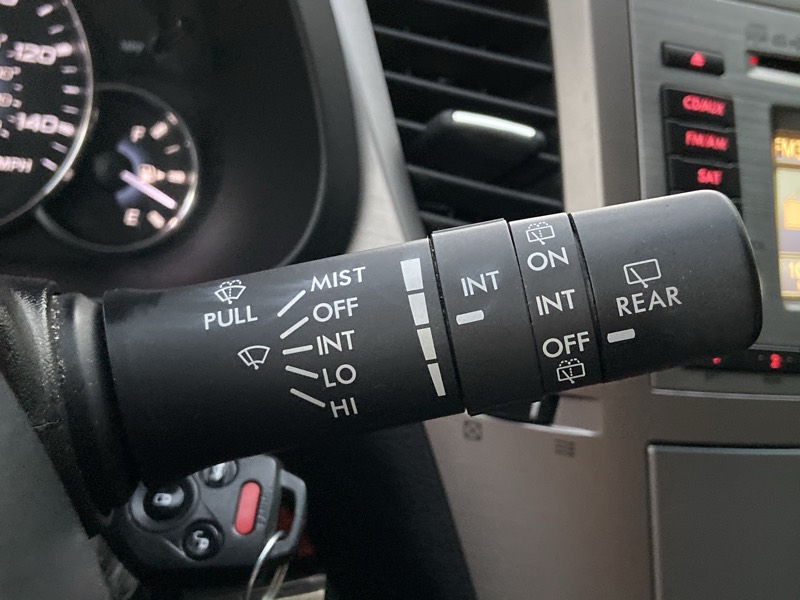 120
140
MPH
F
E
PULL
MIST
OFF
INT
LO
HI
INT
ON
INT
OFF
REAR
CD/AUX
FM/AM
SAT
FM3